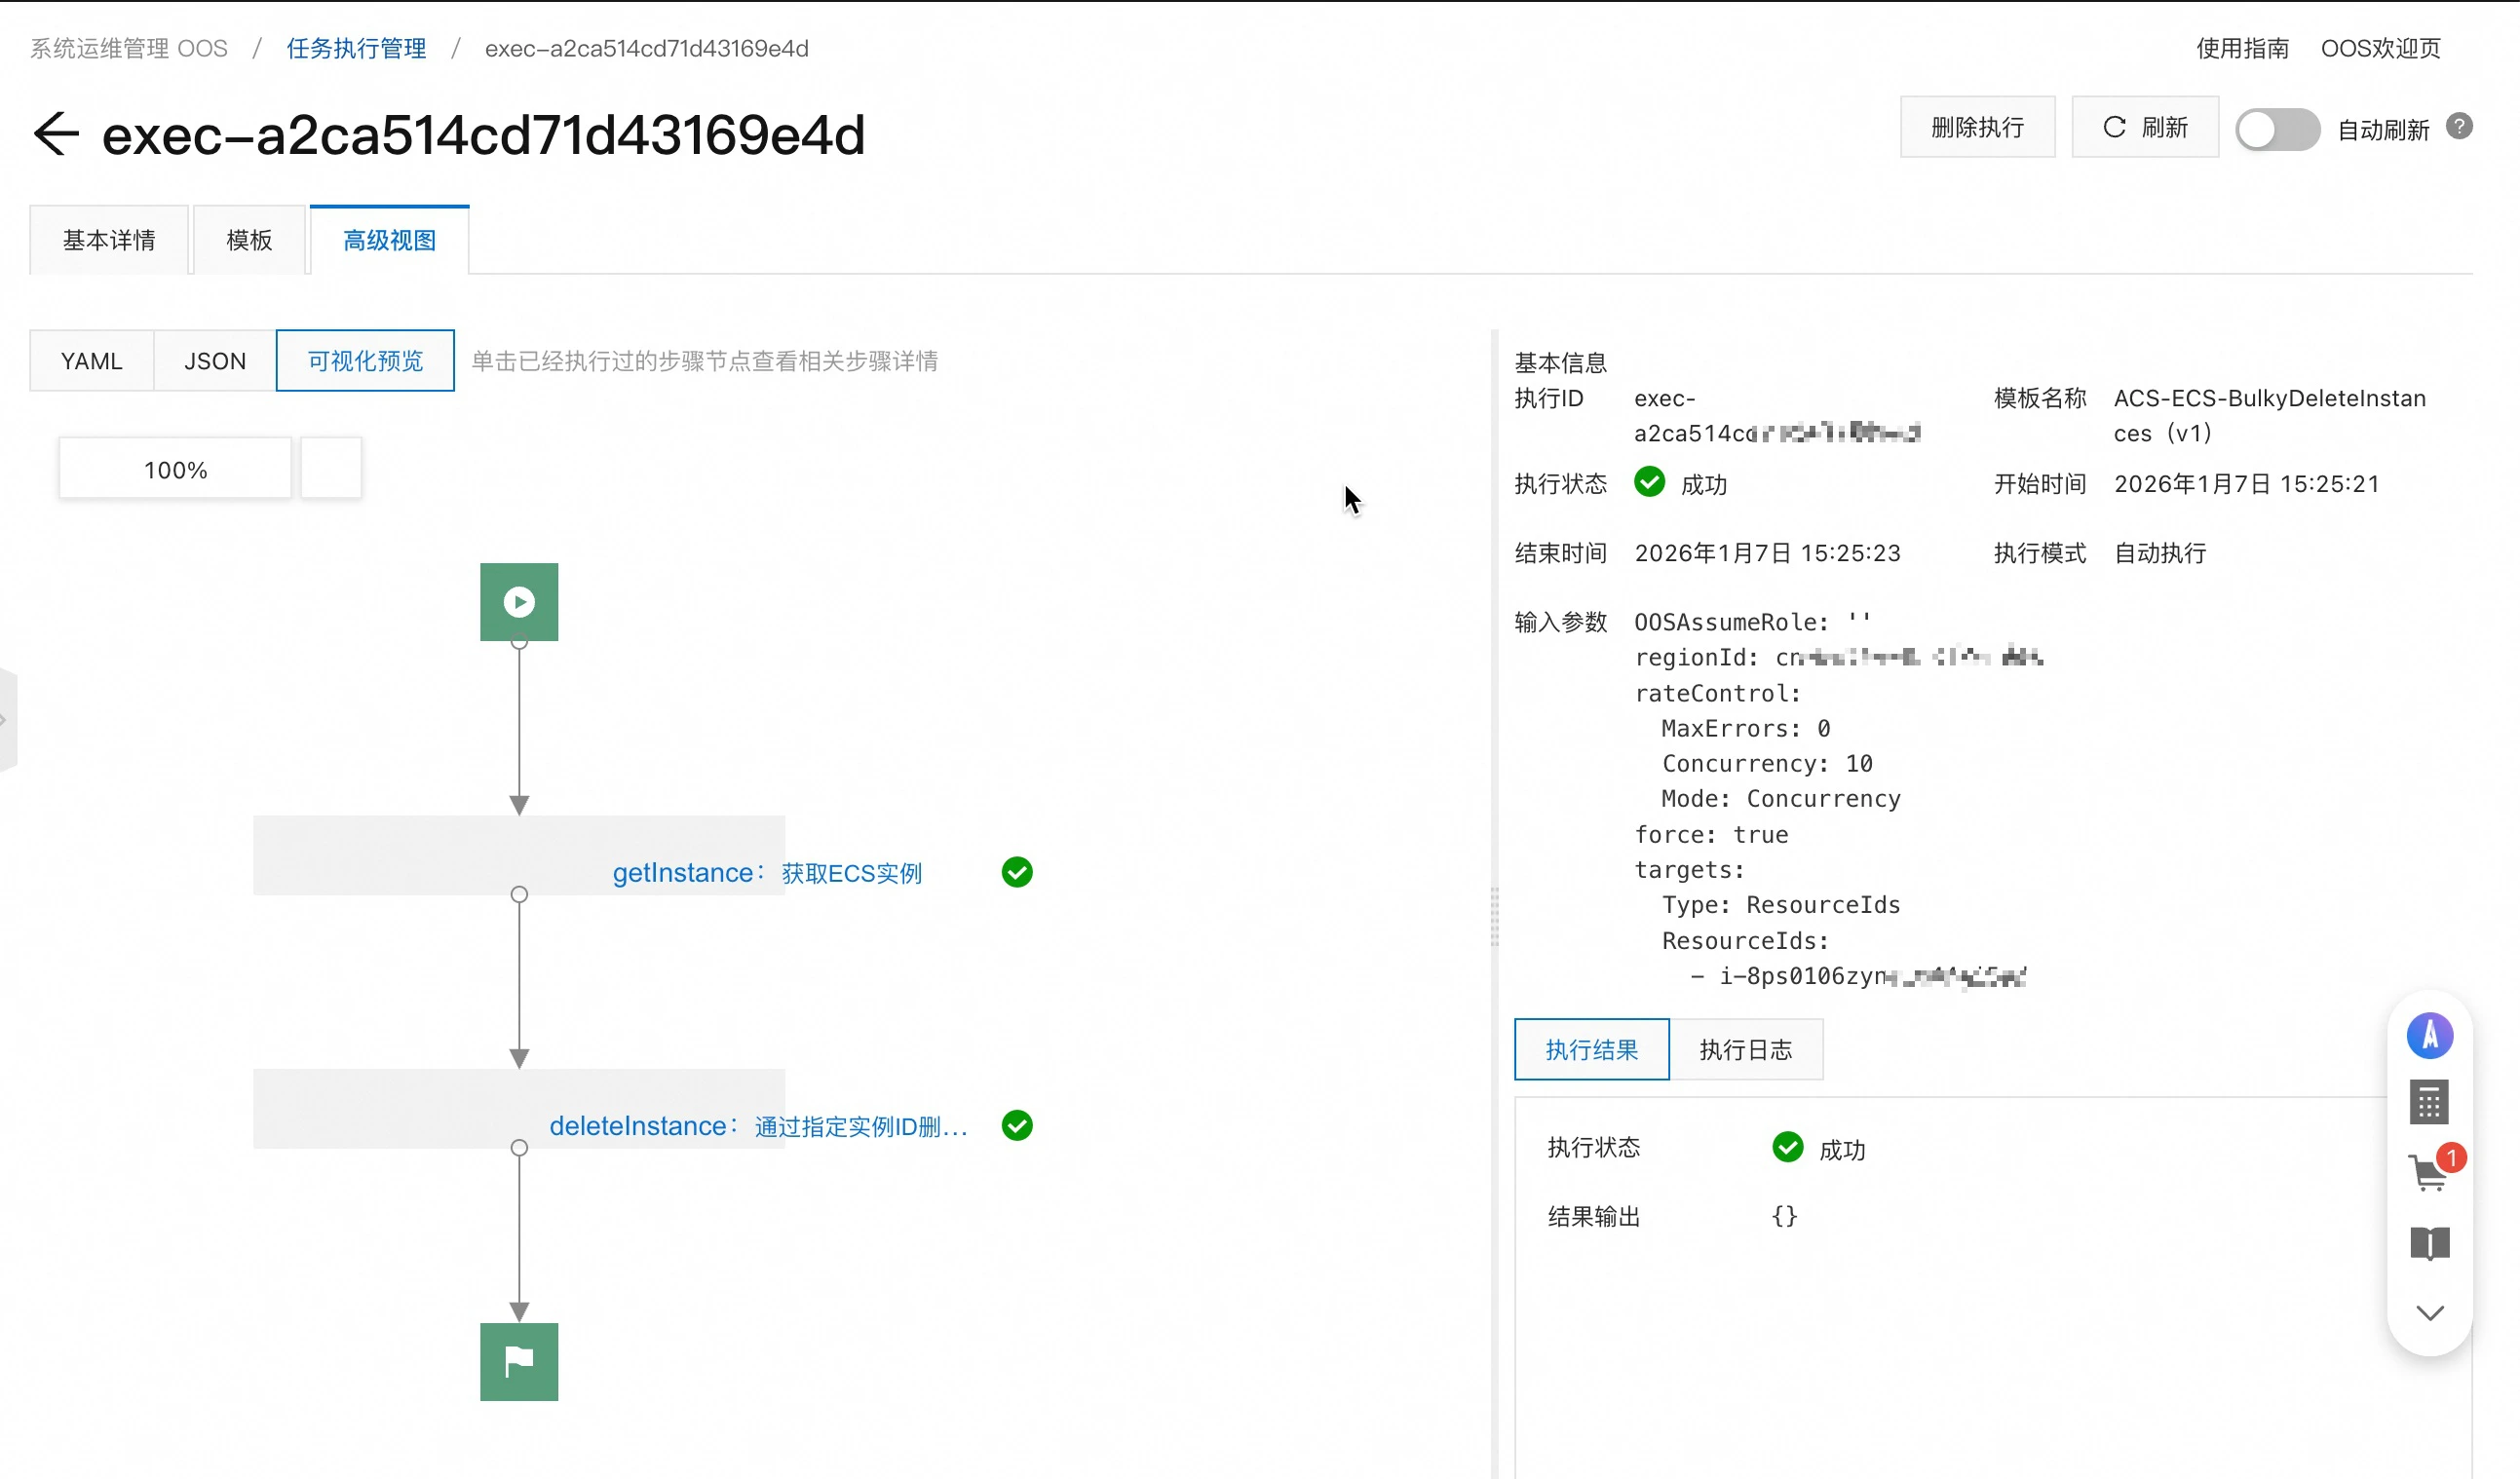 系统运维管理 OOS / 任务执行管理 / exec-a2ca514cd71d43169e4d
使用指南 OOS欢迎页
exec-a2ca514cd71d43169e4d
删除执行 刷新 自动刷新 ?
基本详情 模板 高级视图
YAML JSON 可视化预览 单击已经执行过的步骤节点查看相关步骤详情
100%
getInstance：获取ECS实例
deleteInstance：通过指定实例ID删...
基本信息
执行ID exec-
a2ca514c
模板名称 ACS-ECS-BulkyDeleteInstan
ces（v1）
执行状态 成功 开始时间 2026年1月7日 15:25:21
结束时间 2026年1月7日 15:25:23 执行模式 自动执行
输入参数 OOSAssumeRole: ''
regionId:
rateControl:
MaxErrors: 0
Concurrency: 10
Mode: Concurrency
force: true
targets:
Type: ResourceIds
ResourceIds:
- i-8ps0106zy
执行结果 执行日志
执行状态 成功
结果输出 {}
1